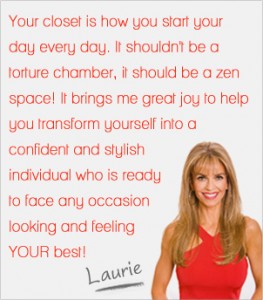 Your closet is how you start your
day every day. It shouldn't be a
torture chamber, it should be a zen
space! It brings me great joy to help
you transform yourself into a
confident and stylish
individual who is ready
to face any occasion
looking and feeling
YOUR best!
Laurie